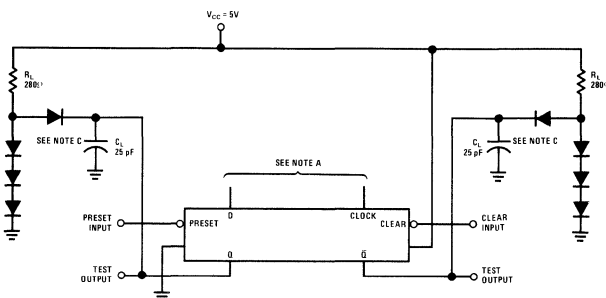 VCC = 5V
RL
280Ω
RL
280Ω
SEE NOTE C
CL
25 pF
SEE NOTE A
CL
25 pF
SEE NOTE C
PRESET
INPUT
PRESET
D
CLOCK
CLEAR
CLEAR
INPUT
TEST
OUTPUT
Q
Q̅
TEST
OUTPUT